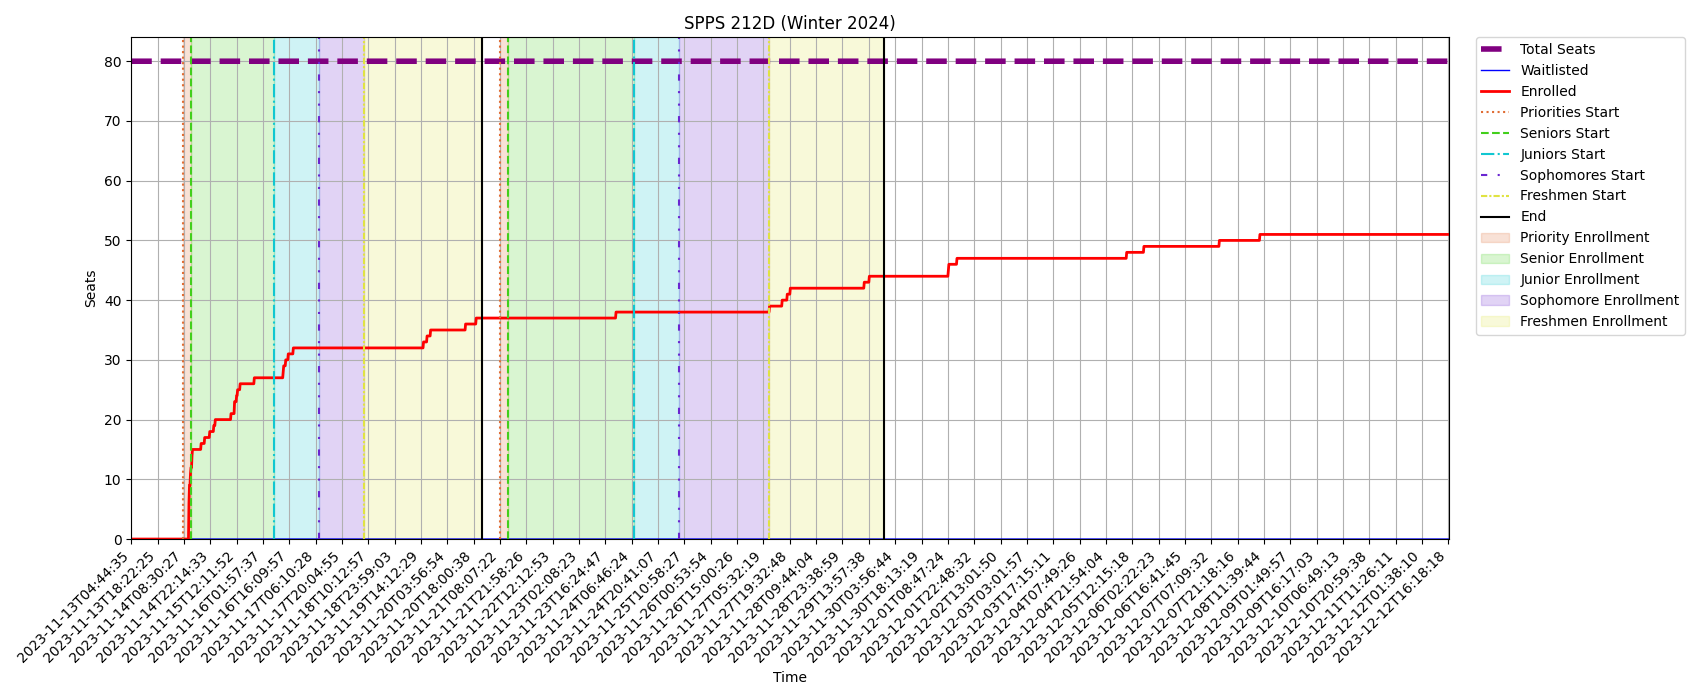 SPPS 212D (Winter 2024)
Total Seats
Waitlisted
Enrolled
Priorities Start
Seniors Start
Juniors Start
Sophomores Start
Freshmen Start
End
Priority Enrollment
Senior Enrollment
Junior Enrollment
Sophomore Enrollment
Freshmen Enrollment
Seats
80
70
60
50
40
30
20
10
0
2023-11-13T04:44:35
2023-11-13T18:22:25
2023-11-14T08:30:27
2023-11-14T22:14:33
2023-11-15T12:11:52
2023-11-16T01:57:37
2023-11-16T16:09:57
2023-11-17T06:10:28
2023-11-17T20:04:55
2023-11-18T10:12:57
2023-11-18T23:59:03
2023-11-19T14:12:29
2023-11-20T03:56:54
2023-11-20T18:00:38
2023-11-21T08:07:22
2023-11-21T21:58:26
2023-11-22T12:12:53
2023-11-23T02:08:23
2023-11-23T16:24:47
2023-11-24T06:46:24
2023-11-24T20:41:07
2023-11-25T10:58:27
2023-11-26T00:53:54
2023-11-26T15:00:26
2023-11-27T05:32:19
2023-11-27T19:32:48
2023-11-28T09:44:04
2023-11-28T23:38:59
2023-11-29T13:57:38
2023-11-30T03:56:44
2023-11-30T18:13:19
2023-12-01T08:47:24
2023-12-01T22:48:32
2023-12-02T13:01:50
2023-12-03T03:01:57
2023-12-03T17:15:11
2023-12-04T07:49:26
2023-12-04T21:54:04
2023-12-05T12:15:18
2023-12-06T02:22:23
2023-12-06T16:41:45
2023-12-07T07:09:32
2023-12-07T21:18:16
2023-12-08T11:39:44
2023-12-09T01:49:57
2023-12-09T16:17:03
2023-12-10T06:49:13
2023-12-10T20:59:38
2023-12-11T11:26:11
2023-12-12T01:38:10
2023-12-12T16:18:18
Time